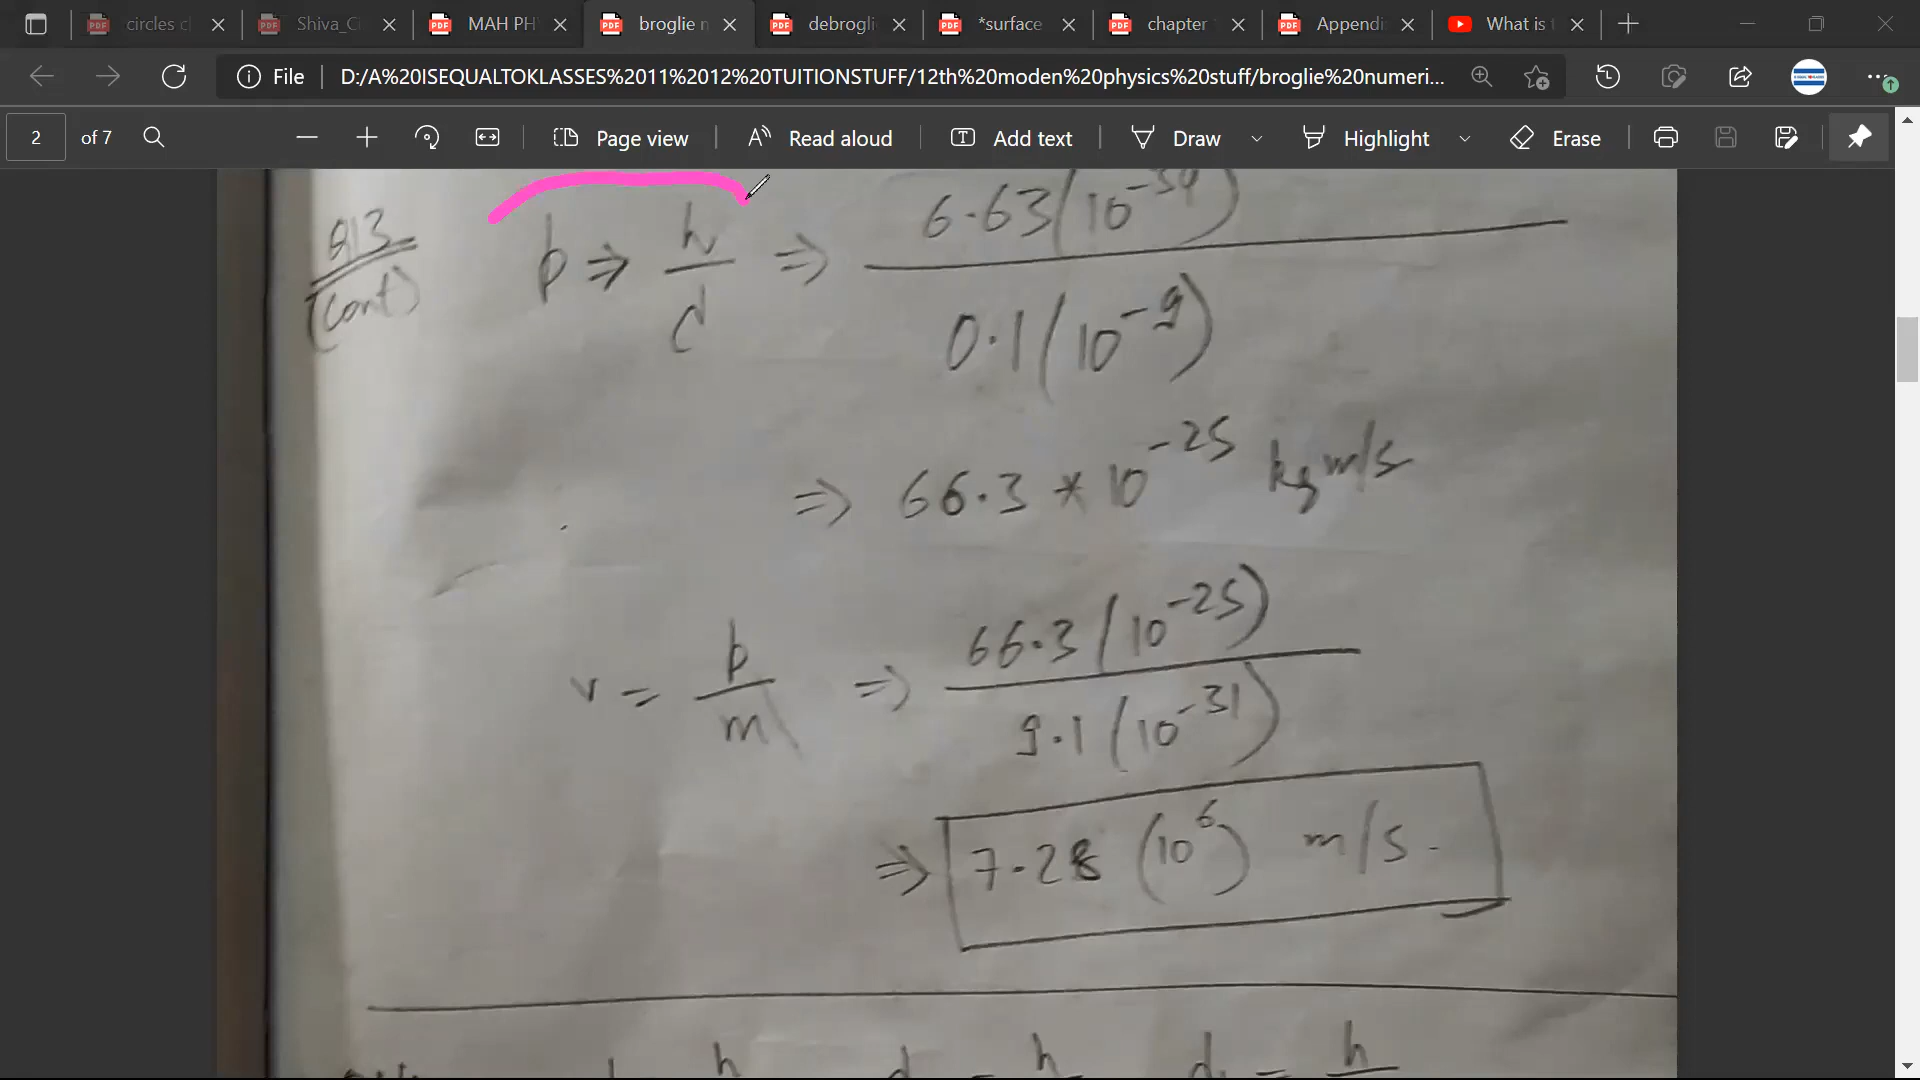 circles cl
Shiva_Ci
MAH PHY
broglie n
debrogli
*surface
chapter
Appendi
What is t
File
D:/A%20ISEQUALTOKLASSES%2011%2012%20TUITIONSTUFF/12th%20moden%20physics%20stuff/broglie%20numeri...
2 of 7
Page view
Read aloud
Add text
Draw
Highlight
Erase
Q13 (Cont)
p ⇒ h/d ⇒ 6.63(10^-34) / 0.1(10^-9)
⇒ 66.3 * 10^-25 kg m/s
v = p/m ⇒ 66.3(10^-25) / 9.1(10^-31)
⇒ 7.28 (10^6) m/s.
h d = h d = h